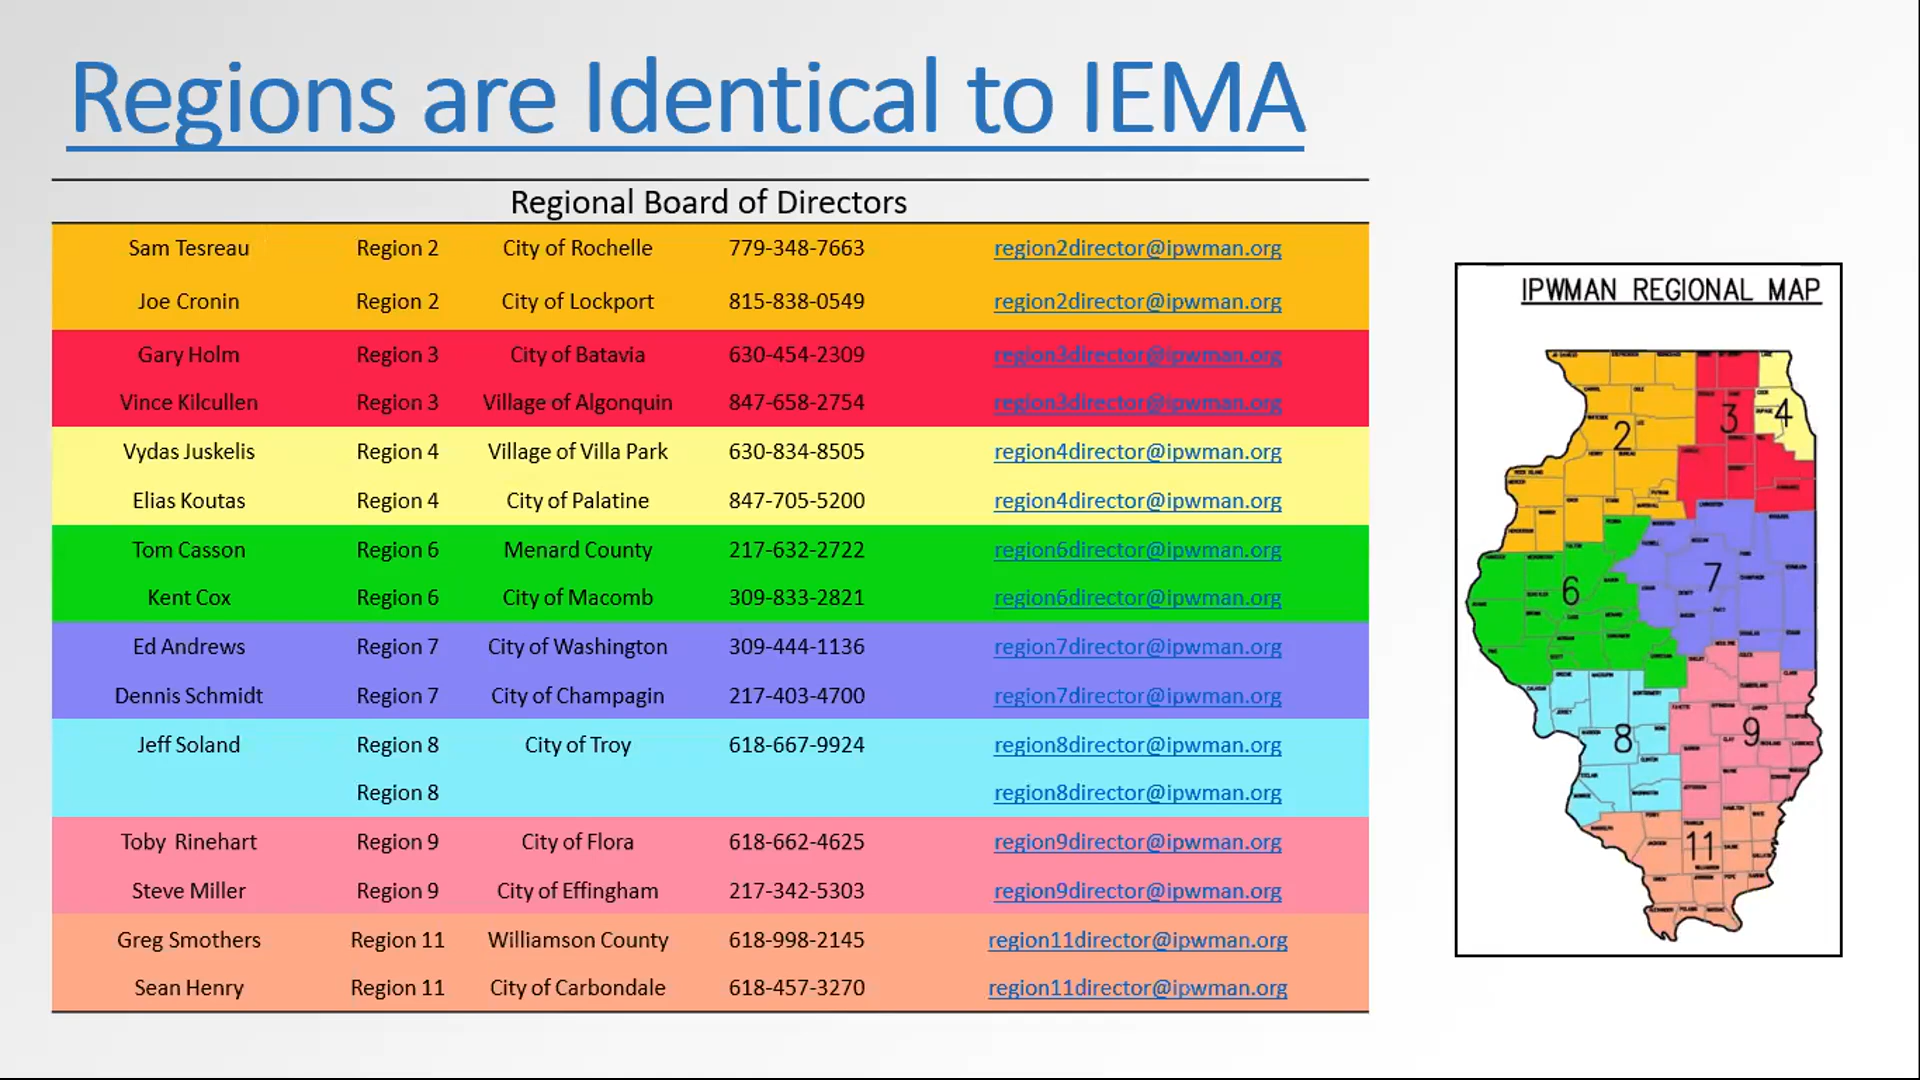 Regions are Identical to IEMA
Regional Board of Directors
Sam Tesreau Region 2 City of Rochelle 779-348-7663 region2director@ipwman.org
Joe Cronin Region 2 City of Lockport 815-838-0549 region2director@ipwman.org
Gary Holm Region 3 City of Batavia 630-454-2309 region3director@ipwman.org
Vince Kilcullen Region 3 Village of Algonquin 847-658-2754 region3director@ipwman.org
Vydas Juskelis Region 4 Village of Villa Park 630-834-8505 region4director@ipwman.org
Elias Koutas Region 4 City of Palatine 847-705-5200 region4director@ipwman.org
Tom Casson Region 6 Menard County 217-632-2722 region6director@ipwman.org
Kent Cox Region 6 City of Macomb 309-833-2821 region6director@ipwman.org
Ed Andrews Region 7 City of Washington 309-444-1136 region7director@ipwman.org
Dennis Schmidt Region 7 City of Champagin 217-403-4700 region7director@ipwman.org
Jeff Soland Region 8 City of Troy 618-667-9924 region8director@ipwman.org
Region 8 region8director@ipwman.org
Toby Rinehart Region 9 City of Flora 618-662-4625 region9director@ipwman.org
Steve Miller Region 9 City of Effingham 217-342-5303 region9director@ipwman.org
Greg Smothers Region 11 Williamson County 618-998-2145 region11director@ipwman.org
Sean Henry Region 11 City of Carbondale 618-457-3270 region11director@ipwman.org
IPWMAN REGIONAL MAP
2
3
4
6
7
8
9
11